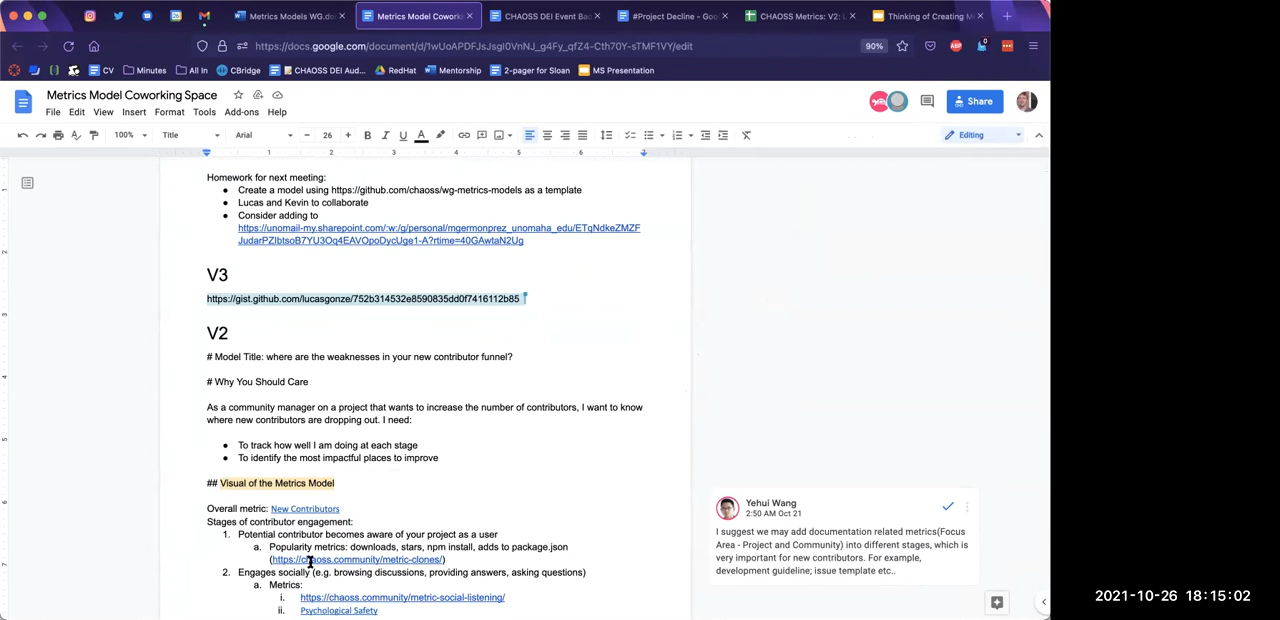 Metrics Models WG.do
Metrics Model Cowork
CHAOSS DEI Event Ba
#Project Decline - Goo
CHAOSS Metrics: V2: L
Thinking of Creating M
https://docs.google.com/document/d/1wUoAPDFJsJsgI0VnNJ_g4Fy_qfZ4-Cth70Y-sTMF1VY/edit
90%
ABP
0
CV
Minutes
All In
CBridge
CHAOSS DEI Aud...
RedHat
Mentorship
2-pager for Sloan
MS Presentation
Metrics Model Coworking Space
File Edit View Insert Format Tools Add-ons Help
Share
100%
Title
Arial
26
B I U A
Editing
1 2 3 4 5 6 7
Homework for next meeting:
● Create a model using https://github.com/chaoss/wg-metrics-models as a template
● Lucas and Kevin to collaborate
● Consider adding to
https://unomail-my.sharepoint.com/:w:/g/personal/mgermonprez_unomaha_edu/ETqNdkeZMZF
JudarPZIbtsoB7YU3Oq4EAVOpoDycUge1-A?rtime=40GAwtaN2Ug
V3
https://gist.github.com/lucasgonze/752b314532e8590835dd0f7416112b85
V2
# Model Title: where are the weaknesses in your new contributor funnel?
# Why You Should Care
As a community manager on a project that wants to increase the number of contributors, I want to know
where new contributors are dropping out. I need:
● To track how well I am doing at each stage
● To identify the most impactful places to improve
## Visual of the Metrics Model
Overall metric: New Contributors
Stages of contributor engagement:
1. Potential contributor becomes aware of your project as a user
a. Popularity metrics: downloads, stars, npm install, adds to package.json
(https://chaoss.community/metric-clones/)
2. Engages socially (e.g. browsing discussions, providing answers, asking questions)
a. Metrics:
i. https://chaoss.community/metric-social-listening/
ii. Psychological Safety
Yehui Wang
2:50 AM Oct 21
I suggest we may add documentation related metrics(Focus
Area - Project and Community) into different stages, which is
very important for new contributors. For example,
development guideline; issue template etc..
2021-10-26 18:15:02